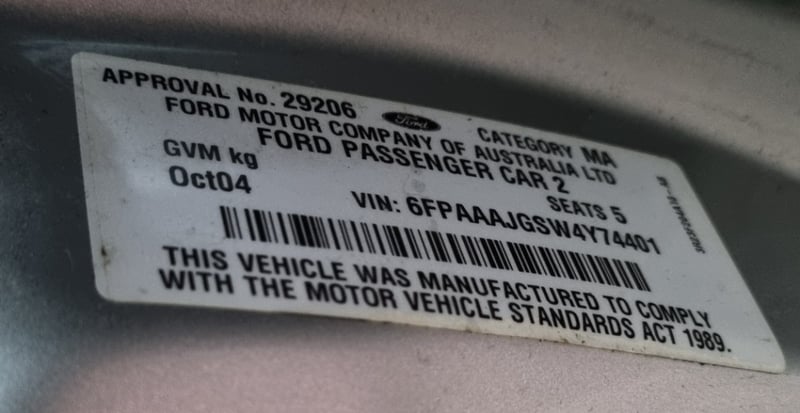 APPROVAL No. 29206 Ford CATEGORY MA
FORD MOTOR COMPANY OF AUSTRALIA LTD
FORD PASSENGER CAR 2
GVM kg SEATS 5
Oct04 VIN: 6FPAAAJGSW4Y74401
THIS VEHICLE WAS MANUFACTURED TO COMPLY
WITH THE MOTOR VEHICLE STANDARDS ACT 1989.